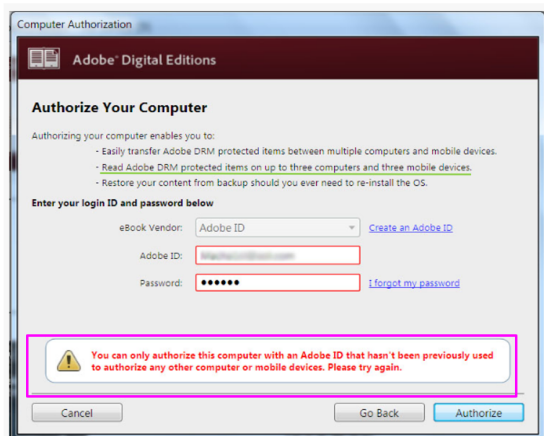 Computer Authorization
Adobe® Digital Editions
Authorize Your Computer
Authorizing your computer enables you to:
- Easily transfer Adobe DRM protected items between multiple computers and mobile devices.
- Read Adobe DRM protected items on up to three computers and three mobile devices.
- Restore your content from backup should you ever need to re-install the OS.
Enter your login ID and password below
eBook Vendor: Adobe ID Create an Adobe ID
Adobe ID:
Password: •••••• I forgot my password
You can only authorize this computer with an Adobe ID that hasn't been previously used
to authorize any other computer or mobile devices. Please try again.
Cancel Go Back Authorize